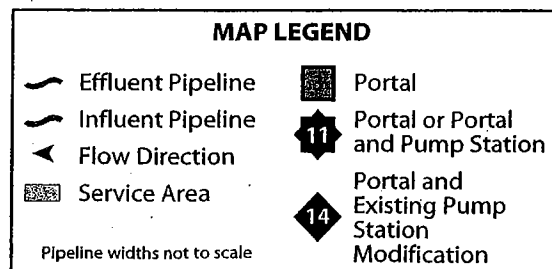 MAP LEGEND
Effluent Pipeline
Influent Pipeline
Flow Direction
Service Area
Pipeline widths not to scale
Portal
11
Portal or Portal
and Pump Station
14
Portal and
Existing Pump
Station
Modification